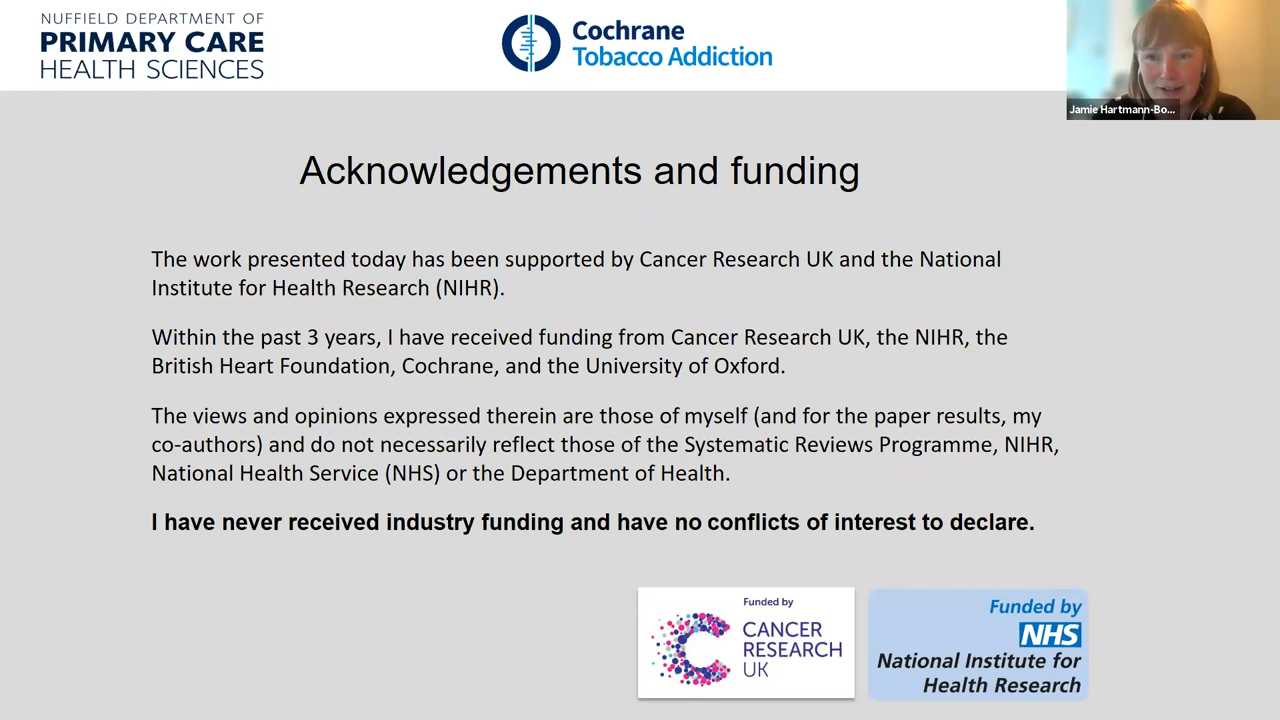 NUFFIELD DEPARTMENT OF
PRIMARY CARE
HEALTH SCIENCES
Cochrane
Tobacco Addiction
Jamie Hartmann-Bo...
Acknowledgements and funding
The work presented today has been supported by Cancer Research UK and the National
Institute for Health Research (NIHR).
Within the past 3 years, I have received funding from Cancer Research UK, the NIHR, the
British Heart Foundation, Cochrane, and the University of Oxford.
The views and opinions expressed therein are those of myself (and for the paper results, my
co-authors) and do not necessarily reflect those of the Systematic Reviews Programme, NIHR,
National Health Service (NHS) or the Department of Health.
I have never received industry funding and have no conflicts of interest to declare.
Funded by
CANCER
RESEARCH
UK
Funded by
NHS
National Institute for
Health Research